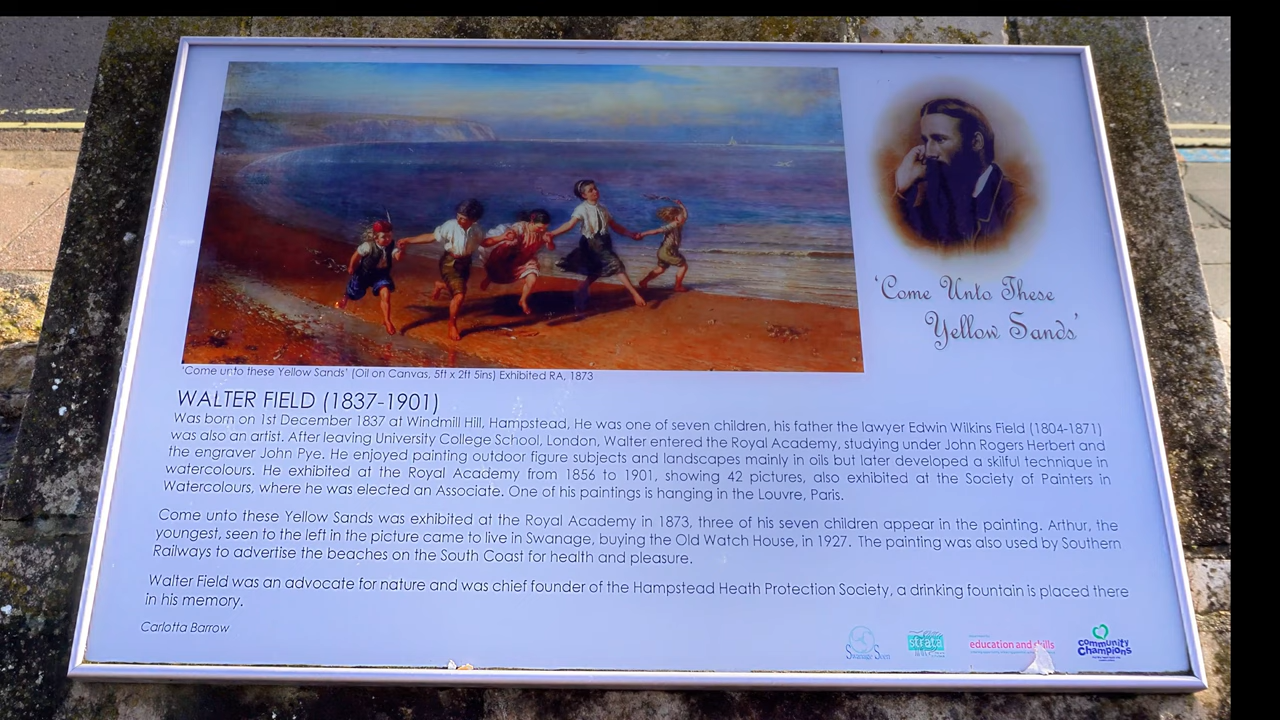 'Come Unto These
Yellow Sands'
'Come unto these Yellow Sands' (Oil on Canvas, 5ft x 2ft 5ins) Exhibited RA, 1873
WALTER FIELD (1837-1901)
Was born on 1st December 1837 at Windmill Hill, Hampstead, He was one of seven children, his father the lawyer Edwin Wilkins Field (1804-1871)
was also an artist. After leaving University College School, London, Walter entered the Royal Academy, studying under John Rogers Herbert and
the engraver John Pye. He enjoyed painting outdoor figure subjects and landscapes mainly in oils but later developed a skilful technique in
watercolours. He exhibited at the Royal Academy from 1856 to 1901, showing 42 pictures, also exhibited at the Society of Painters in
Watercolours, where he was elected an Associate. One of his paintings is hanging in the Louvre, Paris.
Come unto these Yellow Sands was exhibited at the Royal Academy in 1873, three of his seven children appear in the painting. Arthur, the
youngest, seen to the left in the picture came to live in Swanage, buying the Old Watch House, in 1927. The painting was also used by Southern
Railways to advertise the beaches on the South Coast for health and pleasure.
Walter Field was an advocate for nature and was chief founder of the Hampstead Heath Protection Society, a drinking fountain is placed there
in his memory.
Carlotta Barrow
Swanage Seen
strata
education and skills
community
Champions